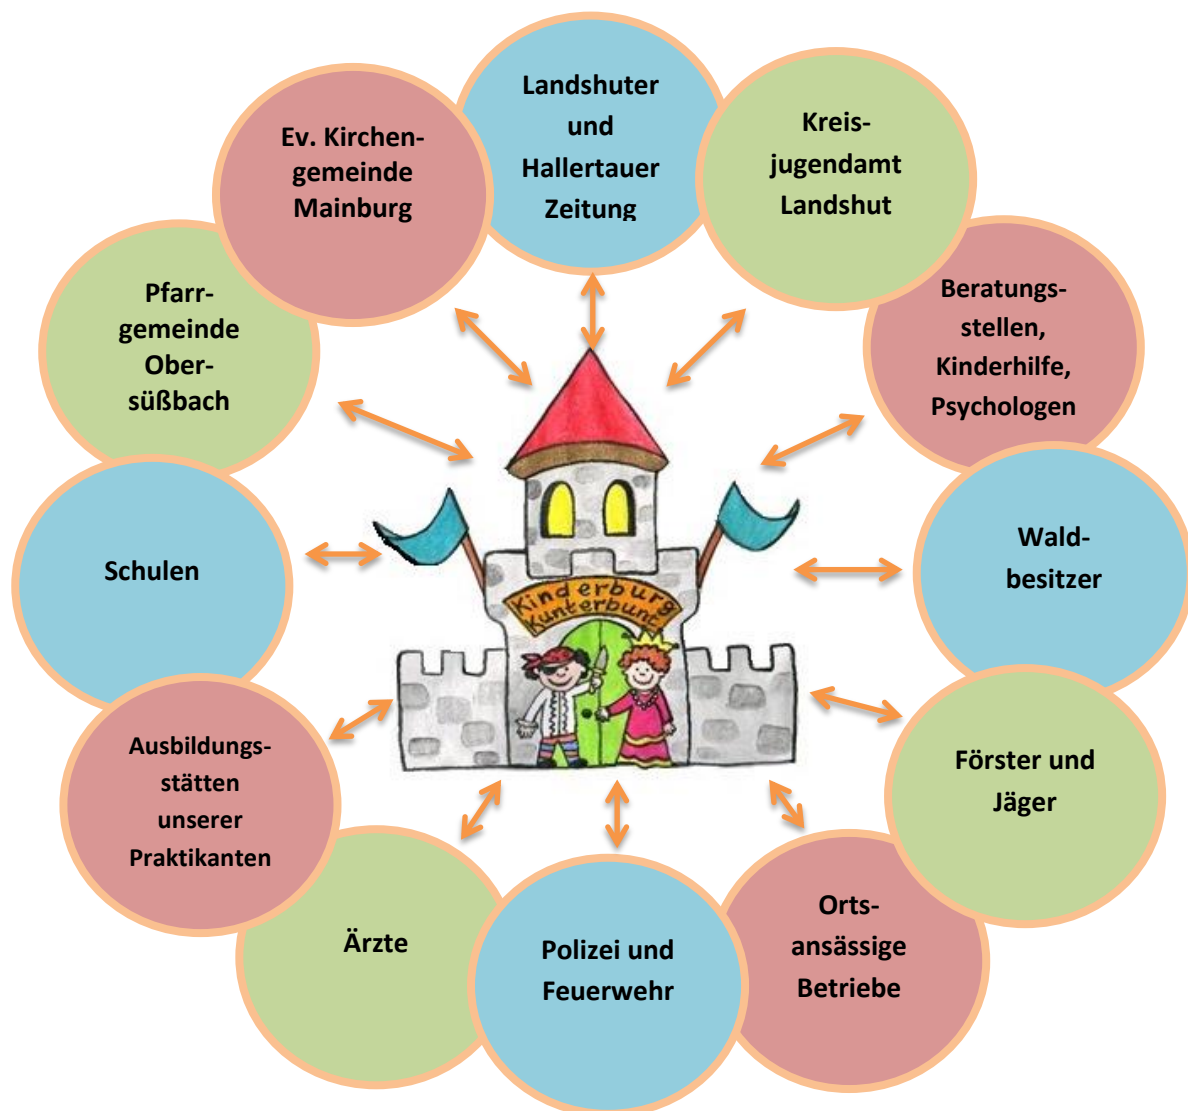 Landshuter
und
Hallertauer
Zeitung
Kreis-
jugendamt
Landshut
Beratungs-
stellen,
Kinderhilfe,
Psychologen
Wald-
besitzer
Förster und
Jäger
Orts-
ansässige
Betriebe
Polizei und
Feuerwehr
Ärzte
Ausbildungs-
stätten
unserer
Praktikanten
Schulen
Pfarr-
gemeinde
Ober-
süßbach
Ev. Kirchen-
gemeinde
Mainburg
Kinderburg
Kunterbunt